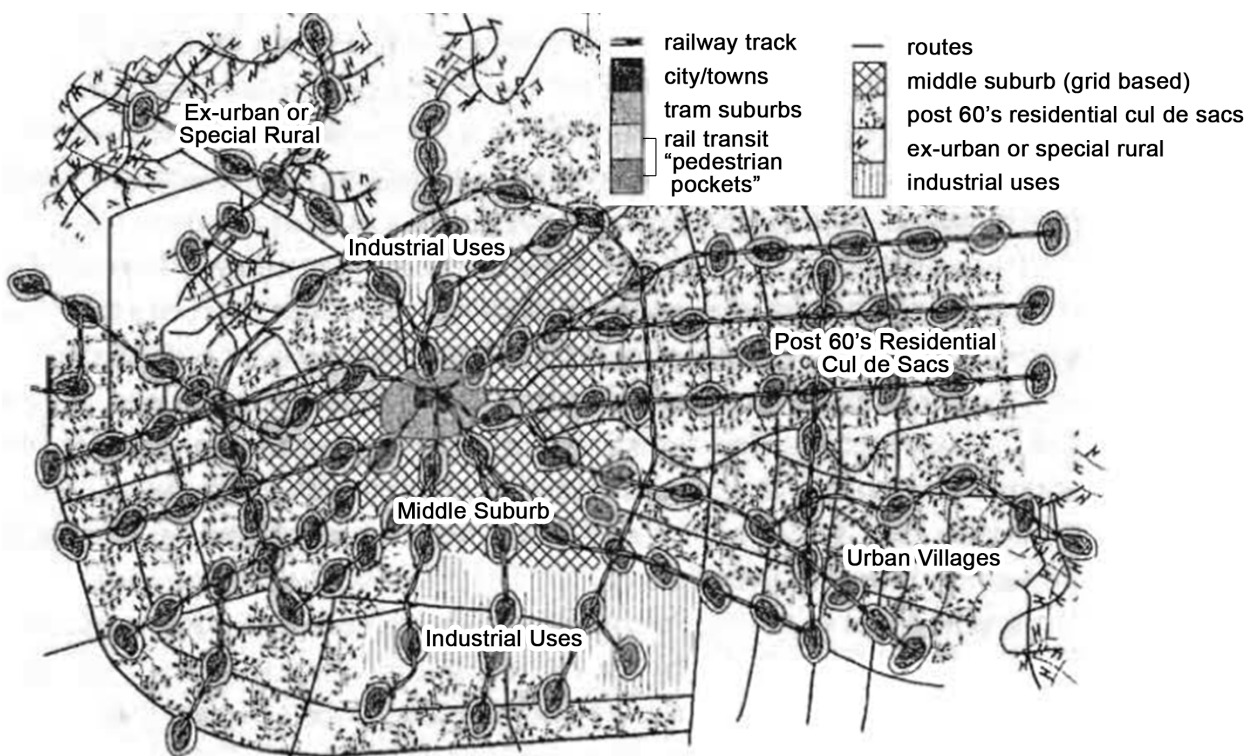 railway track
city/towns
tram suburbs
rail transit
“pedestrian
pockets”
routes
middle suburb (grid based)
post 60's residential cul de sacs
ex-urban or special rural
industrial uses
Ex-urban or
Special Rural
Industrial Uses
Post 60's Residential
Cul de Sacs
Middle Suburb
Urban Villages
Industrial Uses